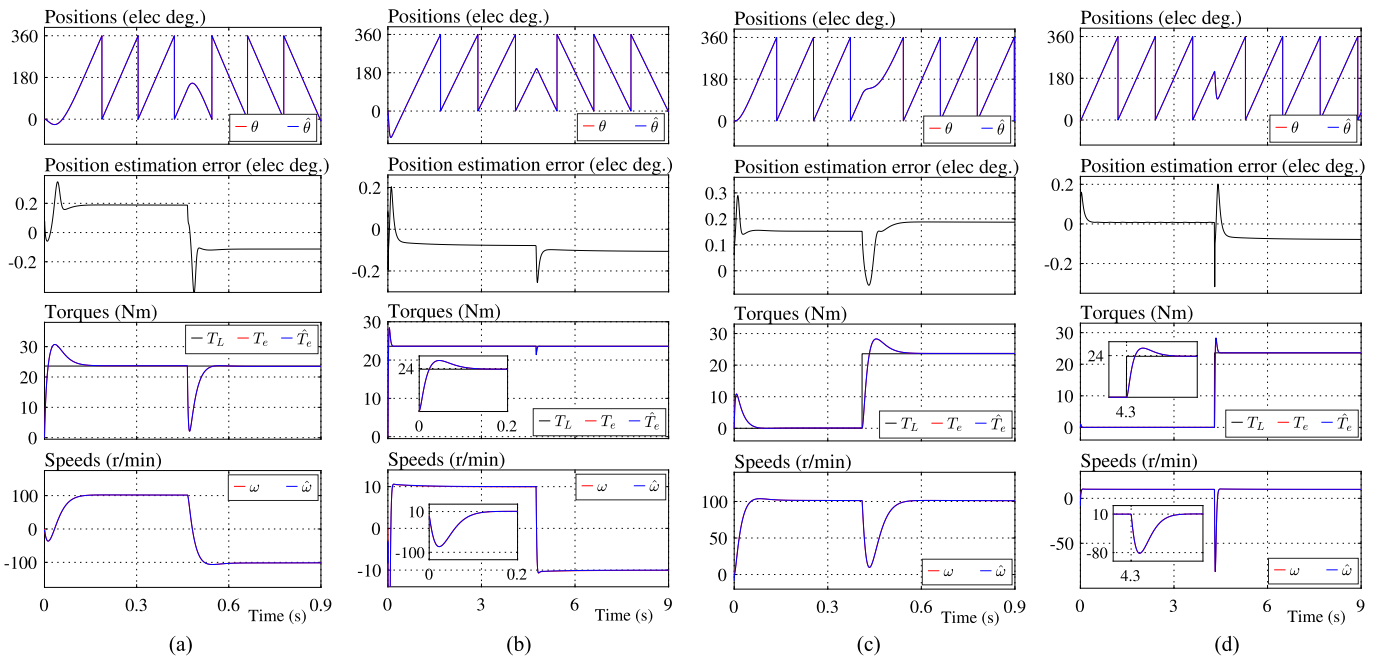 Positions (elec deg.)
360
180
0
θ θ̂
Position estimation error (elec deg.)
0.2
0
-0.2
Torques (Nm)
30
20
10
0
T_L T_e T̂_e
Speeds (r/min)
100
0
-100
ω ω̂
0 0.3 0.6 0.9
Time (s)
(a)
Positions (elec deg.)
360
180
0
θ θ̂
Position estimation error (elec deg.)
0.2
0
-0.2
Torques (Nm)
30
20
10
0
24
0 0.2
T_L T_e T̂_e
Speeds (r/min)
10
0
-10
ω ω̂
10
-100
0 0.2
0 3 6 9
Time (s)
(b)
Positions (elec deg.)
360
180
0
θ θ̂
Position estimation error (elec deg.)
0.3
0.2
0.1
0
Torques (Nm)
30
20
10
0
T_L T_e T̂_e
Speeds (r/min)
100
50
0
ω ω̂
0 0.3 0.6 0.9
Time (s)
(c)
Positions (elec deg.)
360
180
0
θ θ̂
Position estimation error (elec deg.)
0.2
0
-0.2
Torques (Nm)
30
20
10
0
24
4.3
T_L T_e T̂_e
Speeds (r/min)
0
-50
10
-80
4.3
ω ω̂
0 3 6 9
Time (s)
(d)